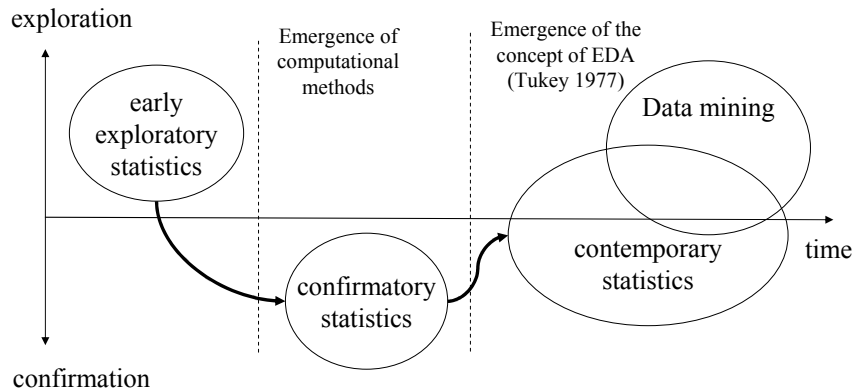 exploration
Emergence of
computational
methods
Emergence of the
concept of EDA
(Tukey 1977)
early
exploratory
statistics
Data mining
contemporary
statistics
time
confirmatory
statistics
confirmation